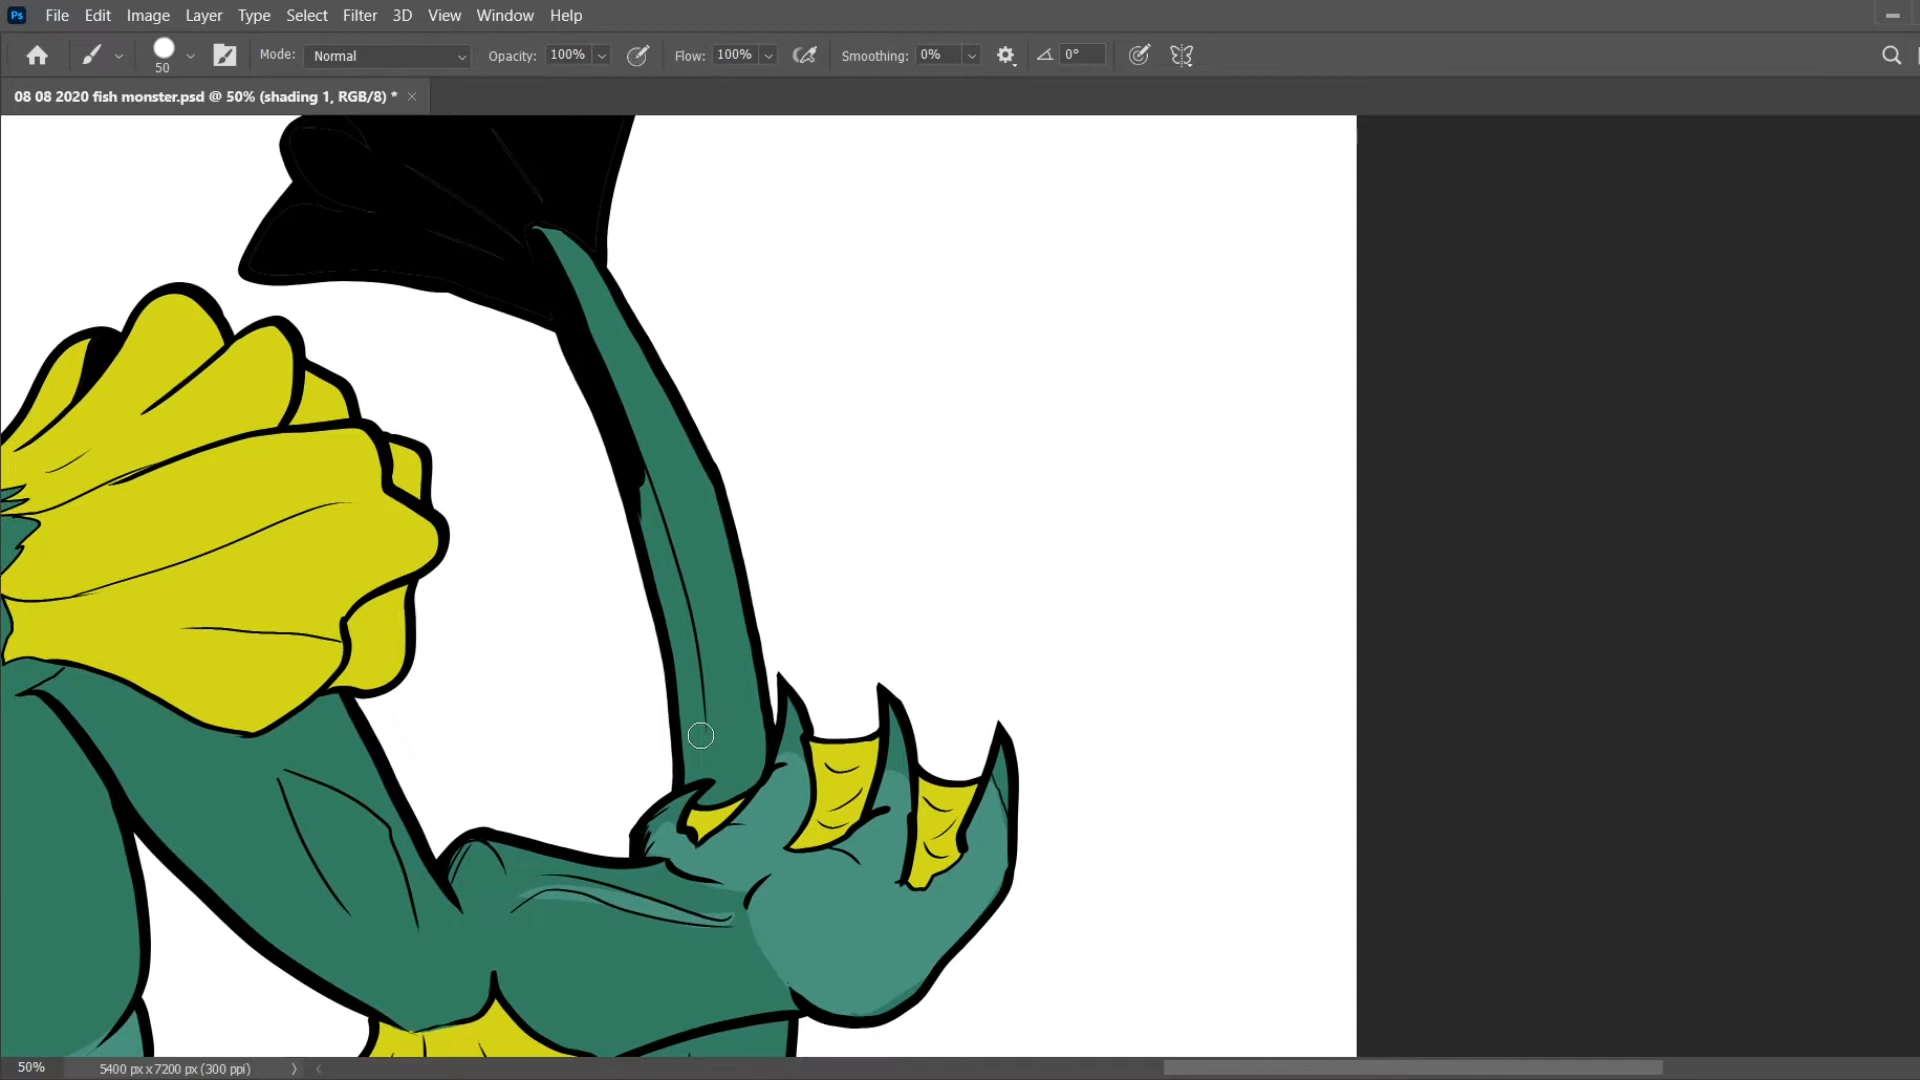 Ps File Edit Image Layer Type Select Filter 3D View Window Help
50 Mode: Normal Opacity: 100% Flow: 100% Smoothing: 0% 0°
08 08 2020 fish monster.psd @ 50% (shading 1, RGB/8) *
50% 5400 px x 7200 px (300 ppi)